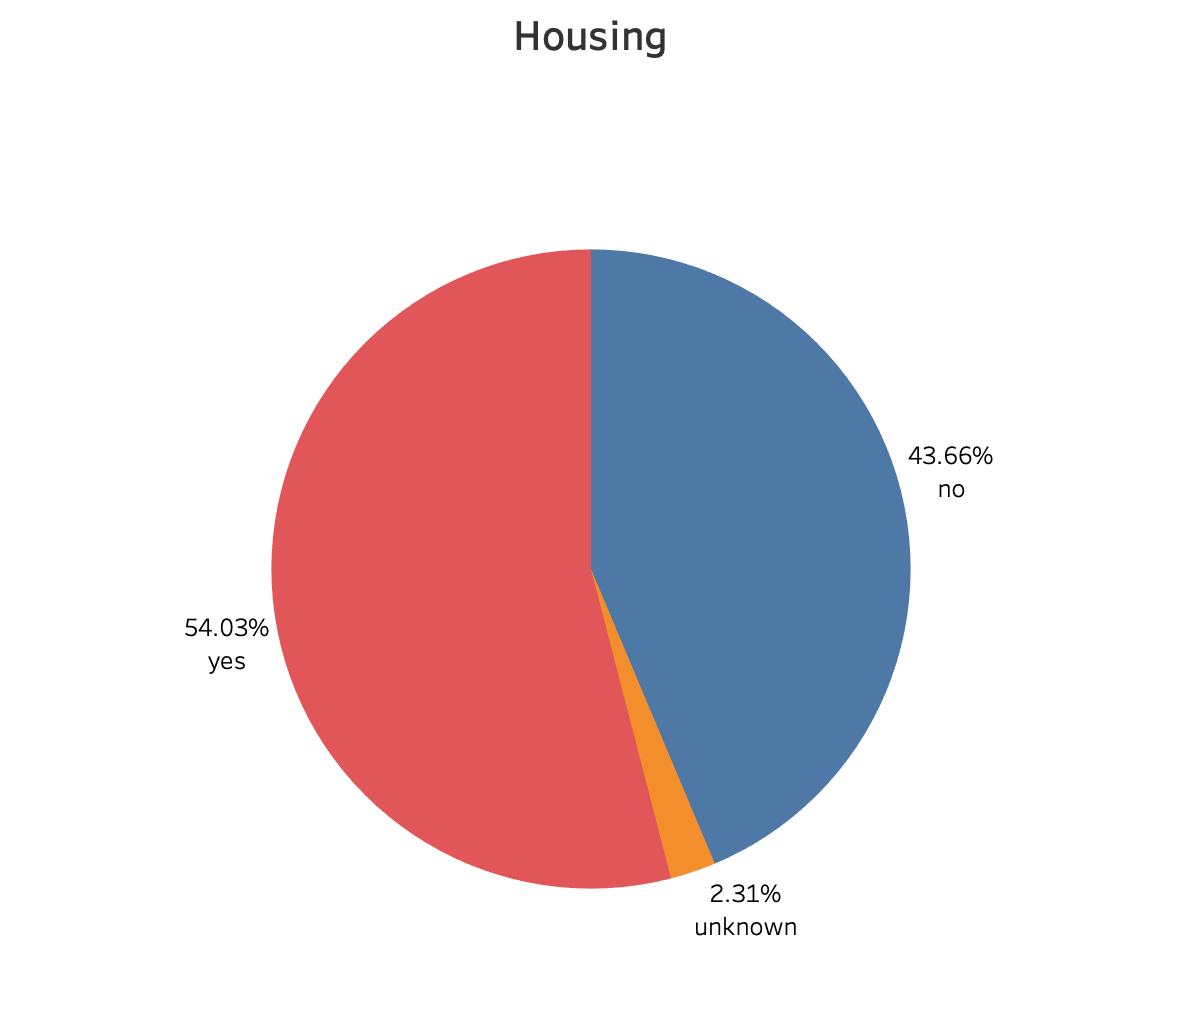 Housing
43.66%
no
54.03%
yes
2.31%
unknown